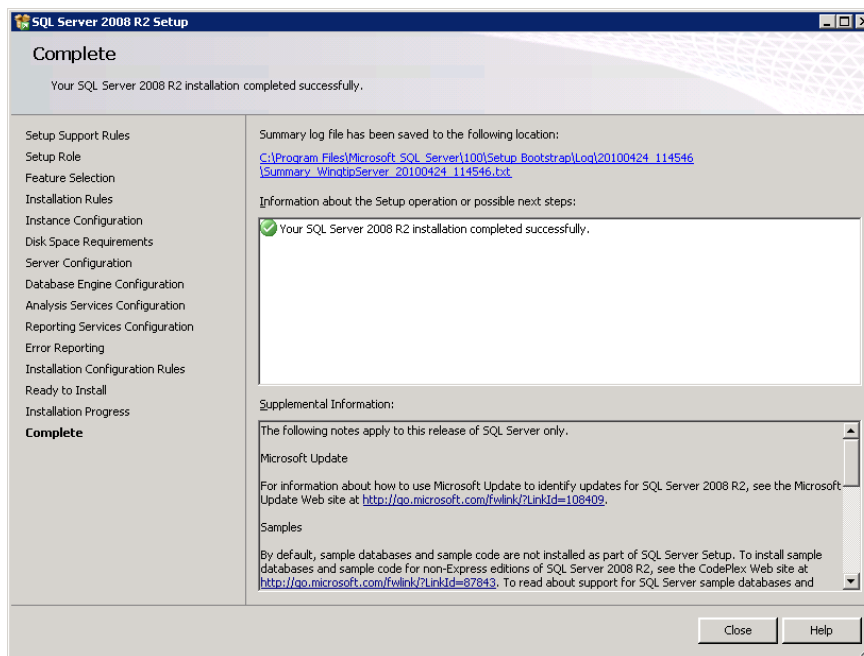 SQL Server 2008 R2 Setup
Complete
Your SQL Server 2008 R2 installation completed successfully.
Setup Support Rules
Setup Role
Feature Selection
Installation Rules
Instance Configuration
Disk Space Requirements
Server Configuration
Database Engine Configuration
Analysis Services Configuration
Reporting Services Configuration
Error Reporting
Installation Configuration Rules
Ready to Install
Installation Progress
Complete
Summary log file has been saved to the following location:
C:\Program Files\Microsoft SQL Server\100\Setup Bootstrap\Log\20100424_114546
\Summary_WingtipServer_20100424_114546.txt
Information about the Setup operation or possible next steps:
Your SQL Server 2008 R2 installation completed successfully.
Supplemental Information:
The following notes apply to this release of SQL Server only.
Microsoft Update
For information about how to use Microsoft Update to identify updates for SQL Server 2008 R2, see the Microsoft
Update Web site at http://go.microsoft.com/fwlink/?LinkId=108409.
Samples
By default, sample databases and sample code are not installed as part of SQL Server Setup. To install sample
databases and sample code for non-Express editions of SQL Server 2008 R2, see the CodePlex Web site at
http://go.microsoft.com/fwlink/?LinkId=87843. To read about support for SQL Server sample databases and
Close
Help